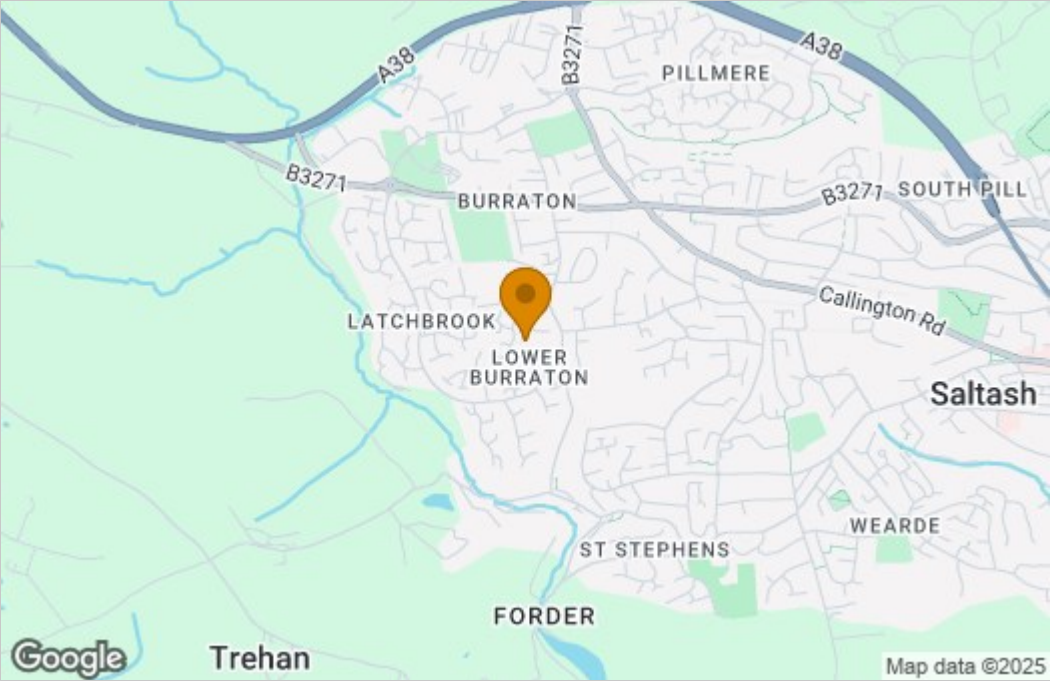 A38
B3271
A38
PILLMERE
B3271
BURRATON
B3271
SOUTH PILL
LATCHBROOK
Callington Rd
LOWER
BURRATON
Saltash
WEARDE
ST STEPHENS
FORDER
Trehan
Google
Map data ©2025